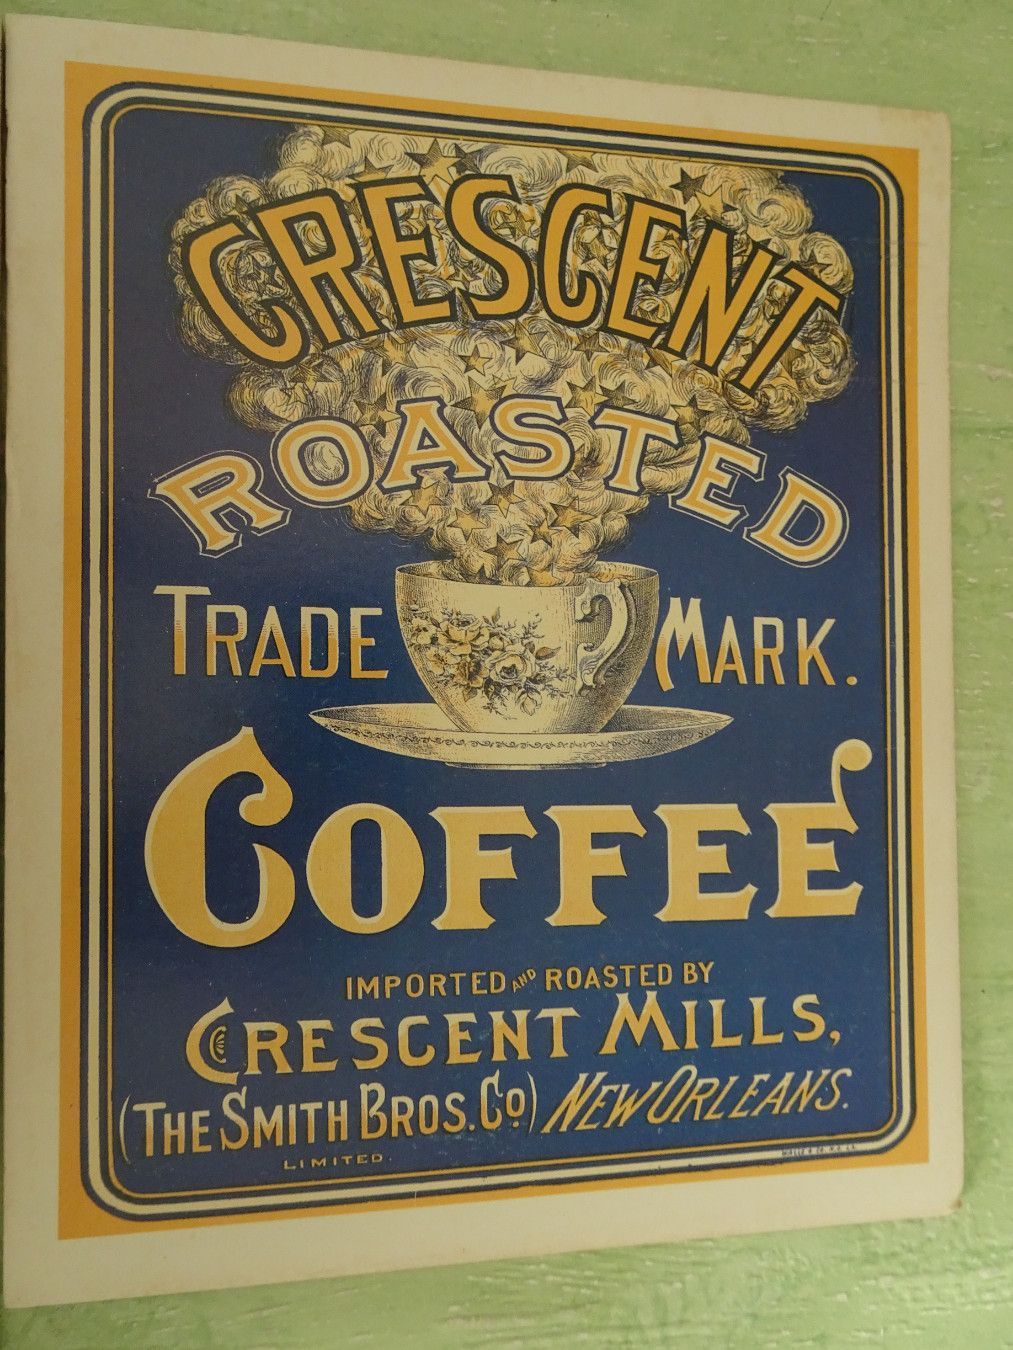 CRESCENT
ROASTED
TRADE MARK.
COFFEE
IMPORTED AND ROASTED BY
CRESCENT MILLS,
(THE SMITH BROS. Co.) NEW ORLEANS.
LIMITED.